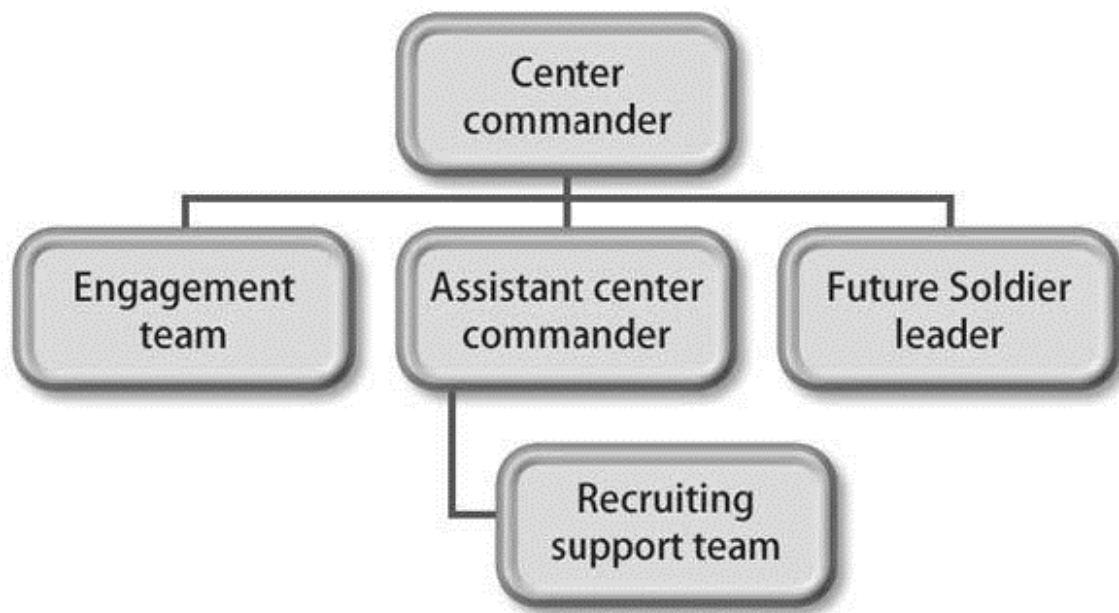 Center
commander
Engagement
team
Assistant center
commander
Future Soldier
leader
Recruiting
support team